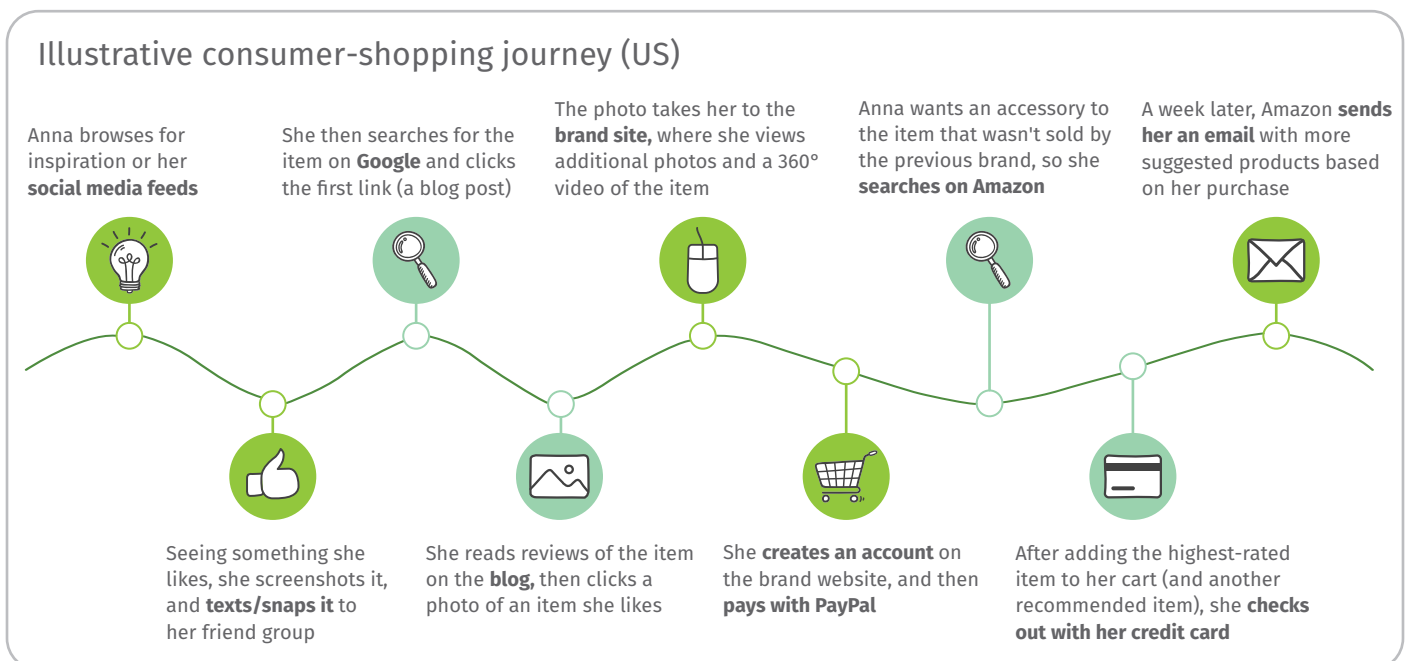 Illustrative consumer-shopping journey (US)
Anna browses for
inspiration or her
social media feeds
Seeing something she
likes, she screenshots it,
and texts/snaps it to
her friend group
She then searches for the
item on Google and clicks
the first link (a blog post)
She reads reviews of the item
on the blog, then clicks a
photo of an item she likes
The photo takes her to the
brand site, where she views
additional photos and a 360°
video of the item
She creates an account on
the brand website, and then
pays with PayPal
Anna wants an accessory to
the item that wasn't sold by
the previous brand, so she
searches on Amazon
After adding the highest-rated
item to her cart (and another
recommended item), she checks
out with her credit card
A week later, Amazon sends
her an email with more
suggested products based
on her purchase